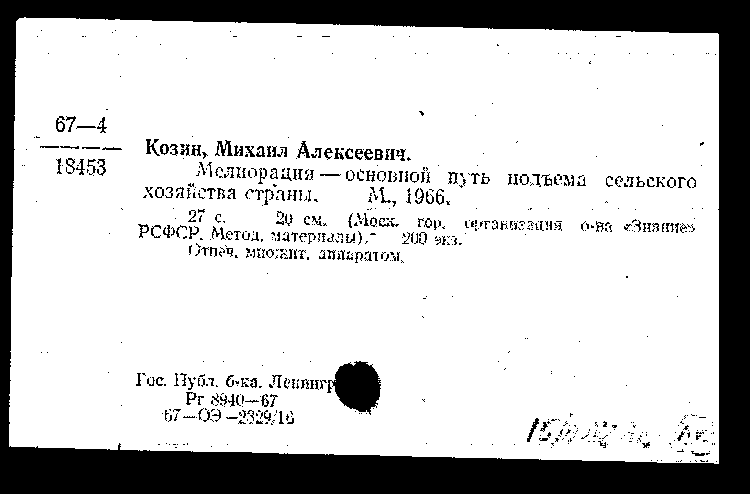 67—4
18453
Козин, Михаил Алексеевич.
Мелиорация — основной путь подъема сельского
хозяйства страны. М., 1966.
27 с. 20 см. (Моск. гор. организация о-ва «Знание»
РСФСР. Метод. материалы). 200 экз.
Отпеч. множит. аппаратом.
Гос. Публ. б-ка. Ленингр
Рг 8940—67
67—ОЭ—2329/16